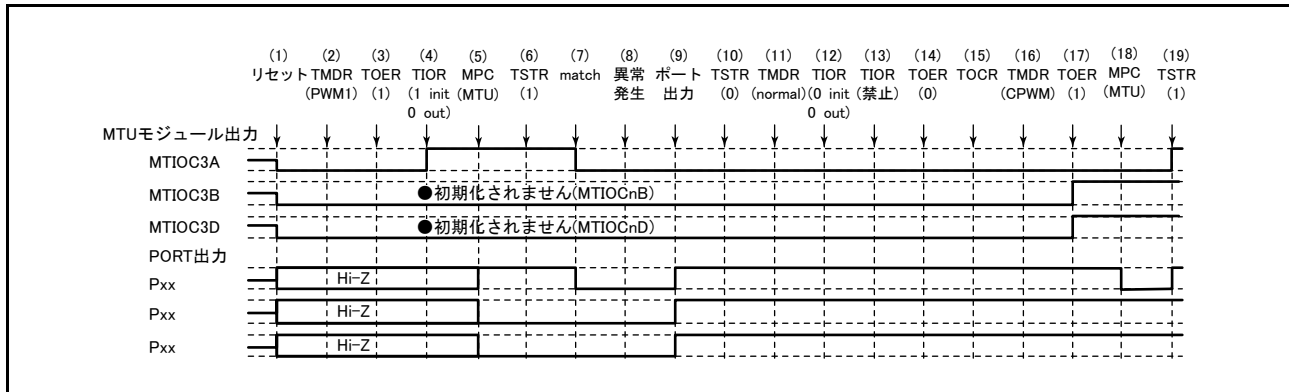 (1) (2) (3) (4) (5) (6) (7) (8) (9) (10) (11) (12) (13) (14) (15) (16) (17) (18) (19)
リセット TMDR TOER TIOR MPC TSTR match 異常 ポート TSTR TMDR TIOR TIOR TOER TOCR TMDR TOER MPC TSTR
(PWM1) (1) (1 init (MTU) (1) 発生 出力 (0) (normal) (0 init (禁止) (0) (CPWM) (1) (MTU) (1)
0 out) 0 out)
MTUモジュール出力
MTIOC3A
MTIOC3B ●初期化されません(MTIOCnB)
MTIOC3D ●初期化されません(MTIOCnD)
PORT出力
Pxx Hi-Z
Pxx Hi-Z
Pxx Hi-Z